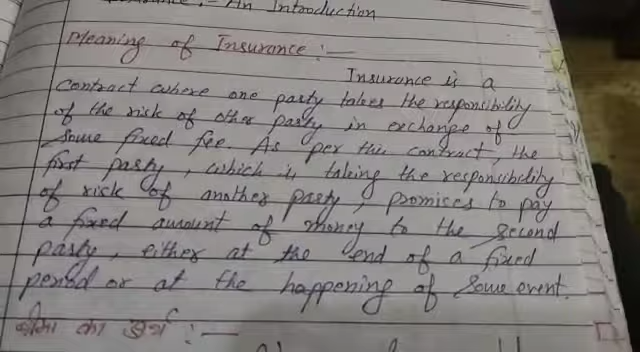 Insurance :- An Introduction
Meaning of Insurance :—
Insurance is a
contract where one party takes the responsibility
of the risk of other party in exchange of
some fixed fee. As per this contract, the
first party, which is taking the responsibility
of risk of another party, promises to pay
a fixed amount of money to the second
party, either at the end of a fixed
period or at the happening of some event.
बीमा का अर्थ :—